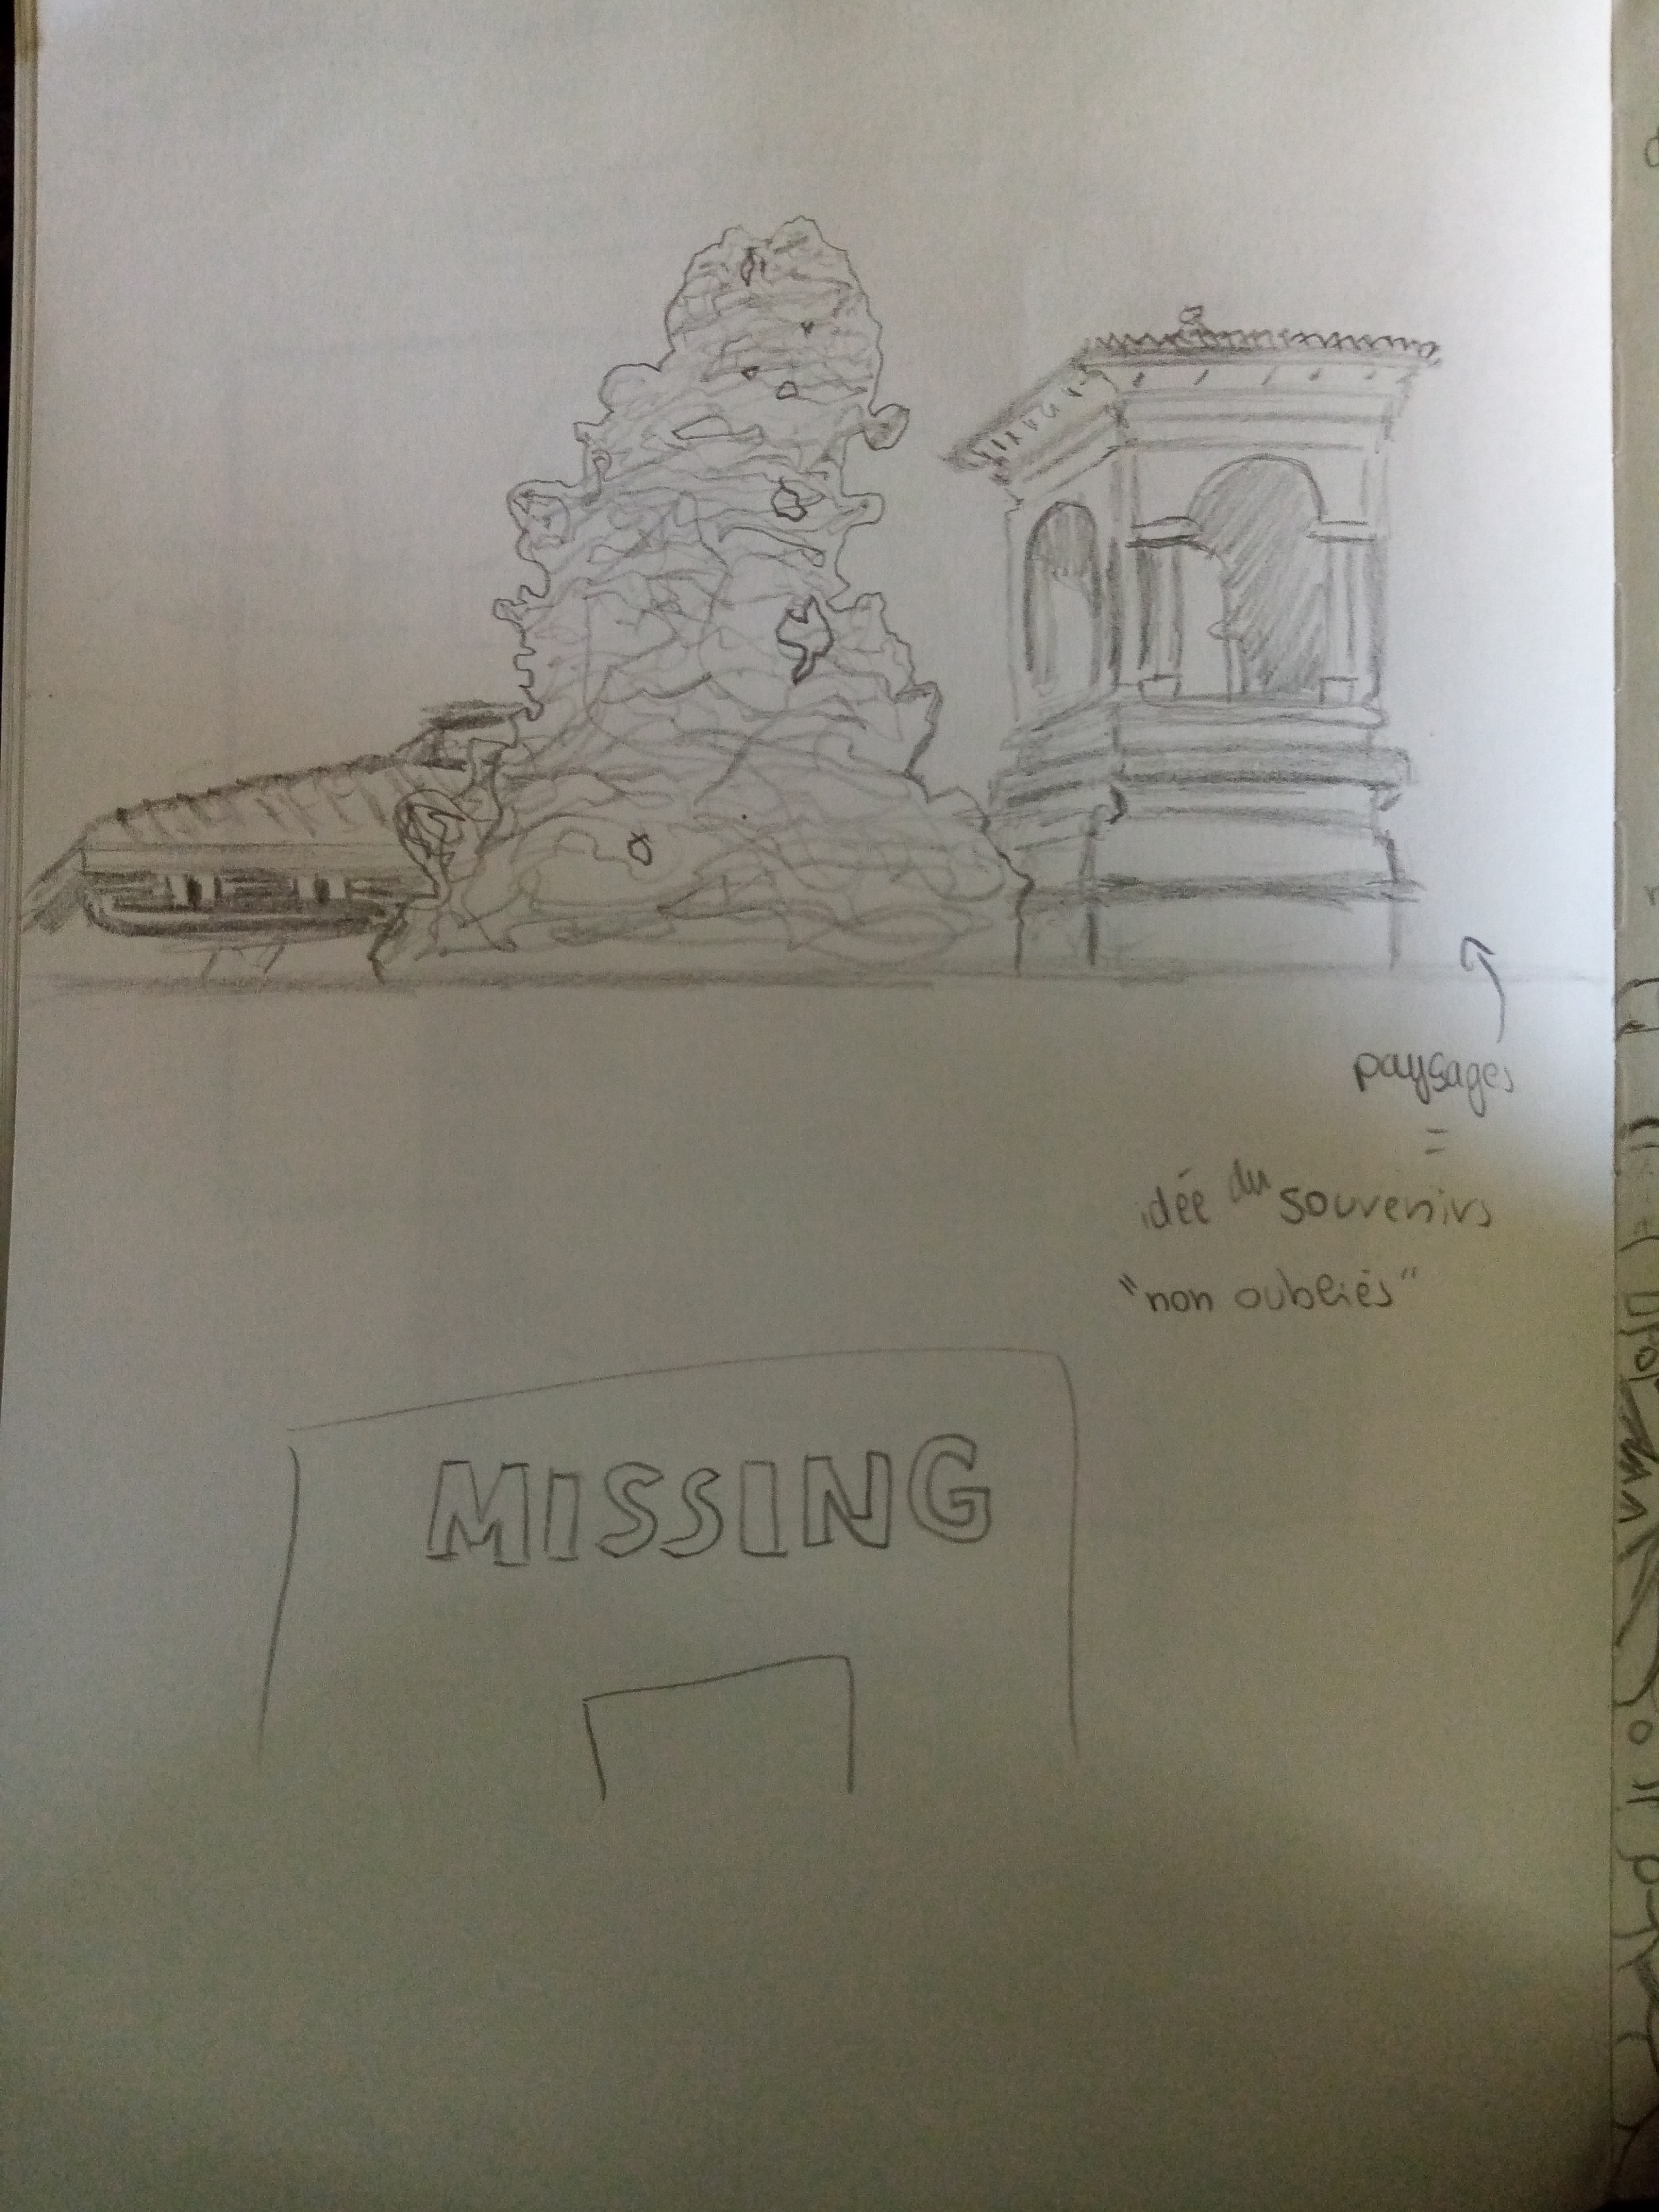 paysages
=
idée du souvenirs
"non oubliés"
MISSING